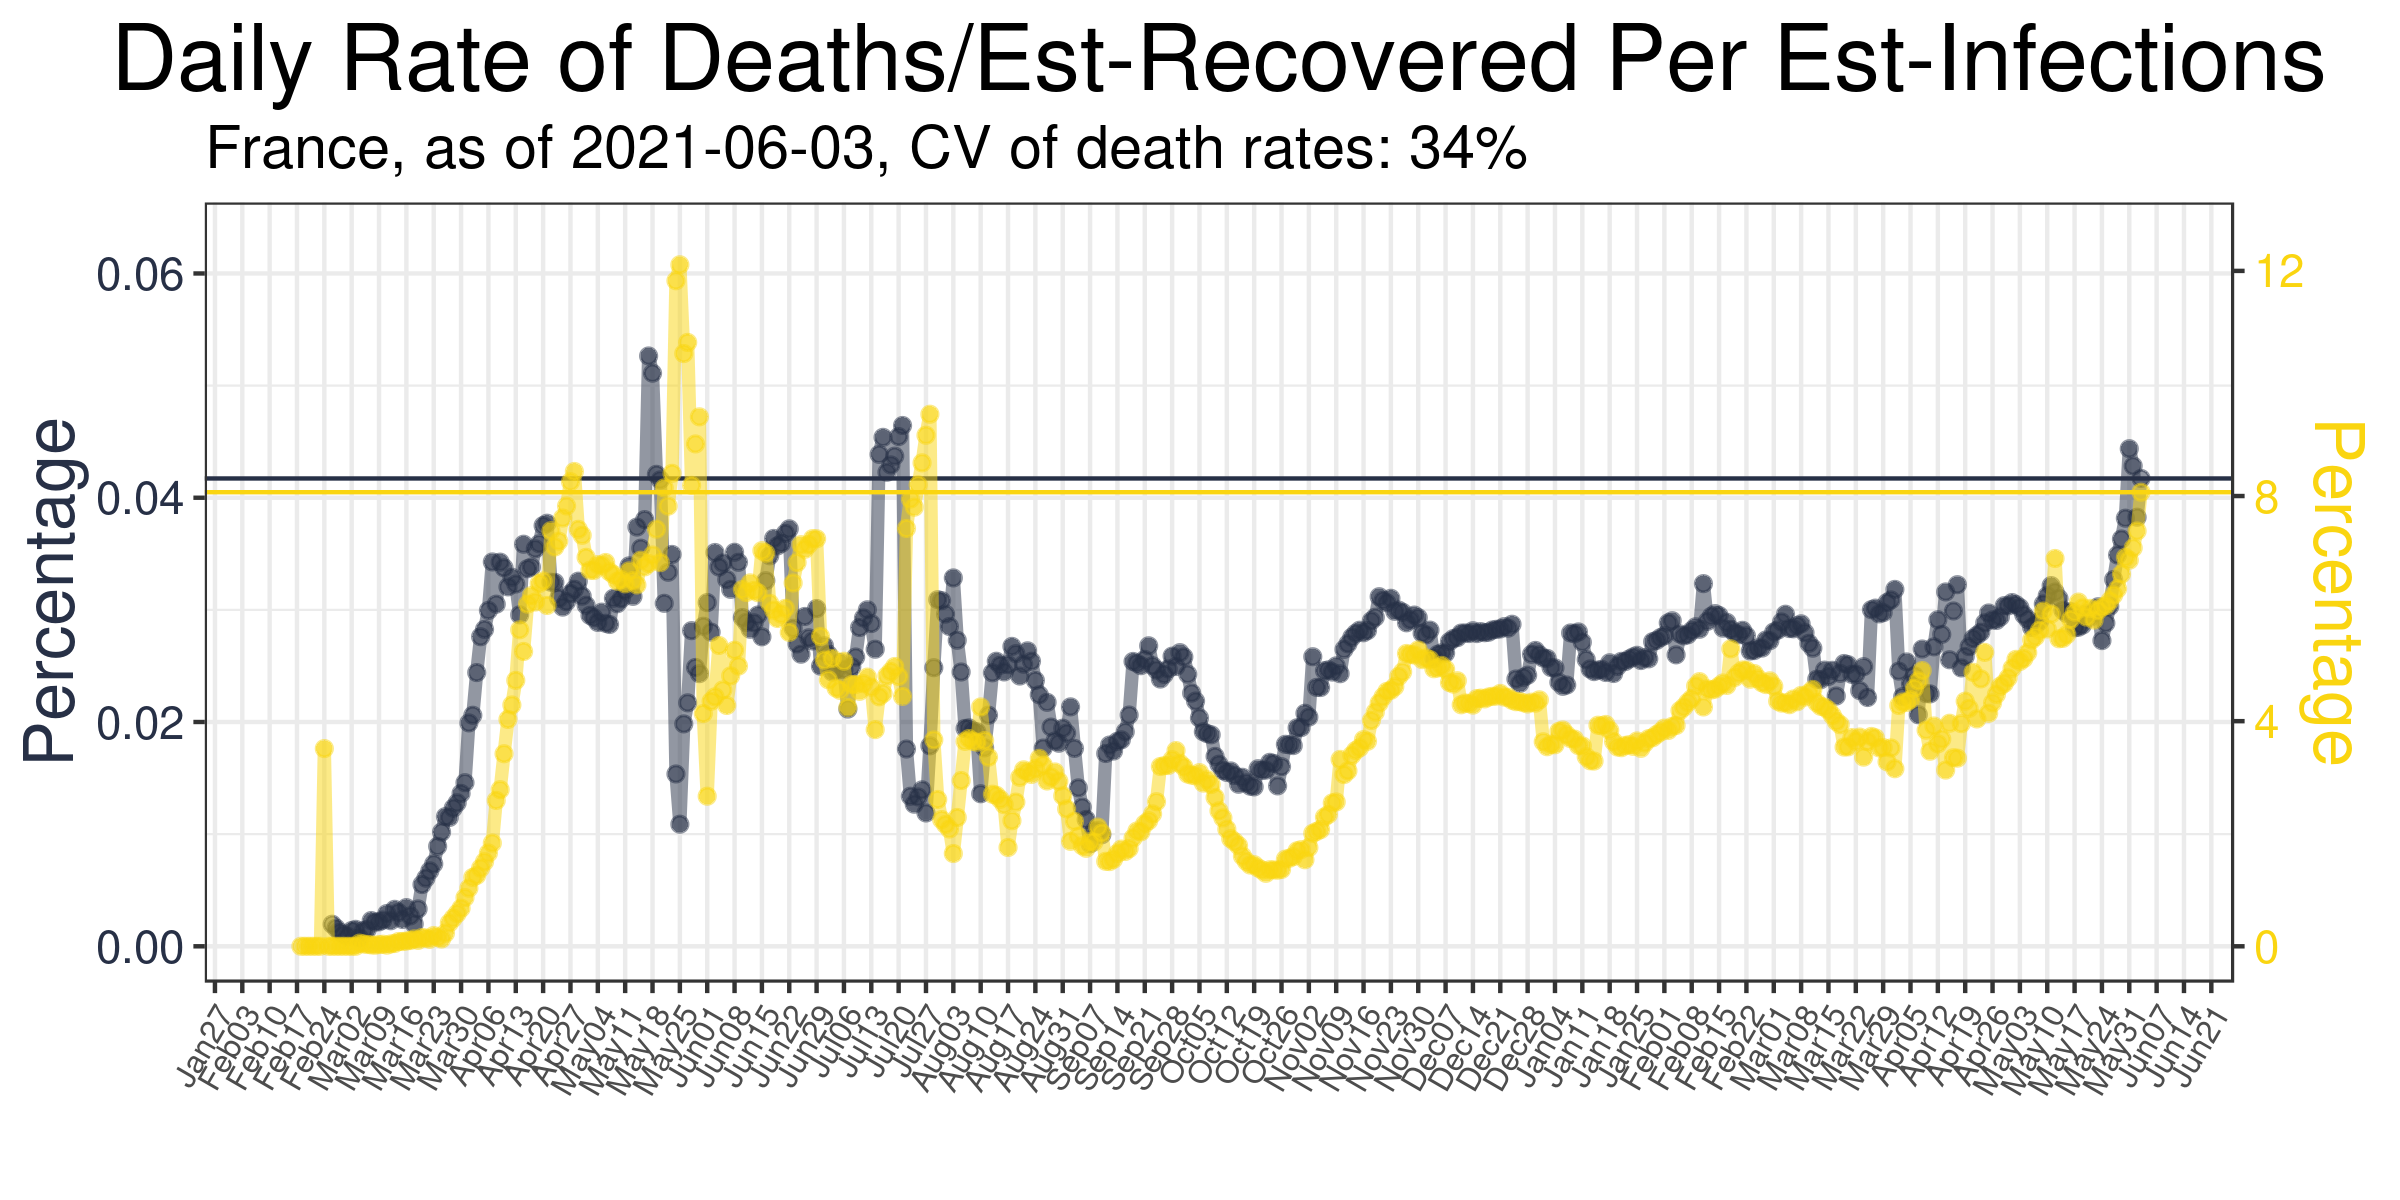 Daily Rate of Deaths/Est-Recovered Per Est-Infections
France, as of 2021-06-03, CV of death rates: 34%
Percentage
0.06
0.04
0.02
0.00
12
8
4
0
Percentage
Jan27
Feb03
Feb10
Feb17
Feb24
Mar02
Mar09
Mar16
Mar23
Mar30
Apr06
Apr13
Apr20
Apr27
May04
May11
May18
May25
Jun01
Jun08
Jun15
Jun22
Jun29
Jul06
Jul13
Jul20
Jul27
Aug03
Aug10
Aug17
Aug24
Aug31
Sep07
Sep14
Sep21
Sep28
Oct05
Oct12
Oct19
Oct26
Nov02
Nov09
Nov16
Nov23
Nov30
Dec07
Dec14
Dec21
Dec28
Jan04
Jan11
Jan18
Jan25
Feb01
Feb08
Feb15
Feb22
Mar01
Mar08
Mar15
Mar22
Mar29
Apr05
Apr12
Apr19
Apr26
May03
May10
May17
May24
May31
Jun07
Jun14
Jun21